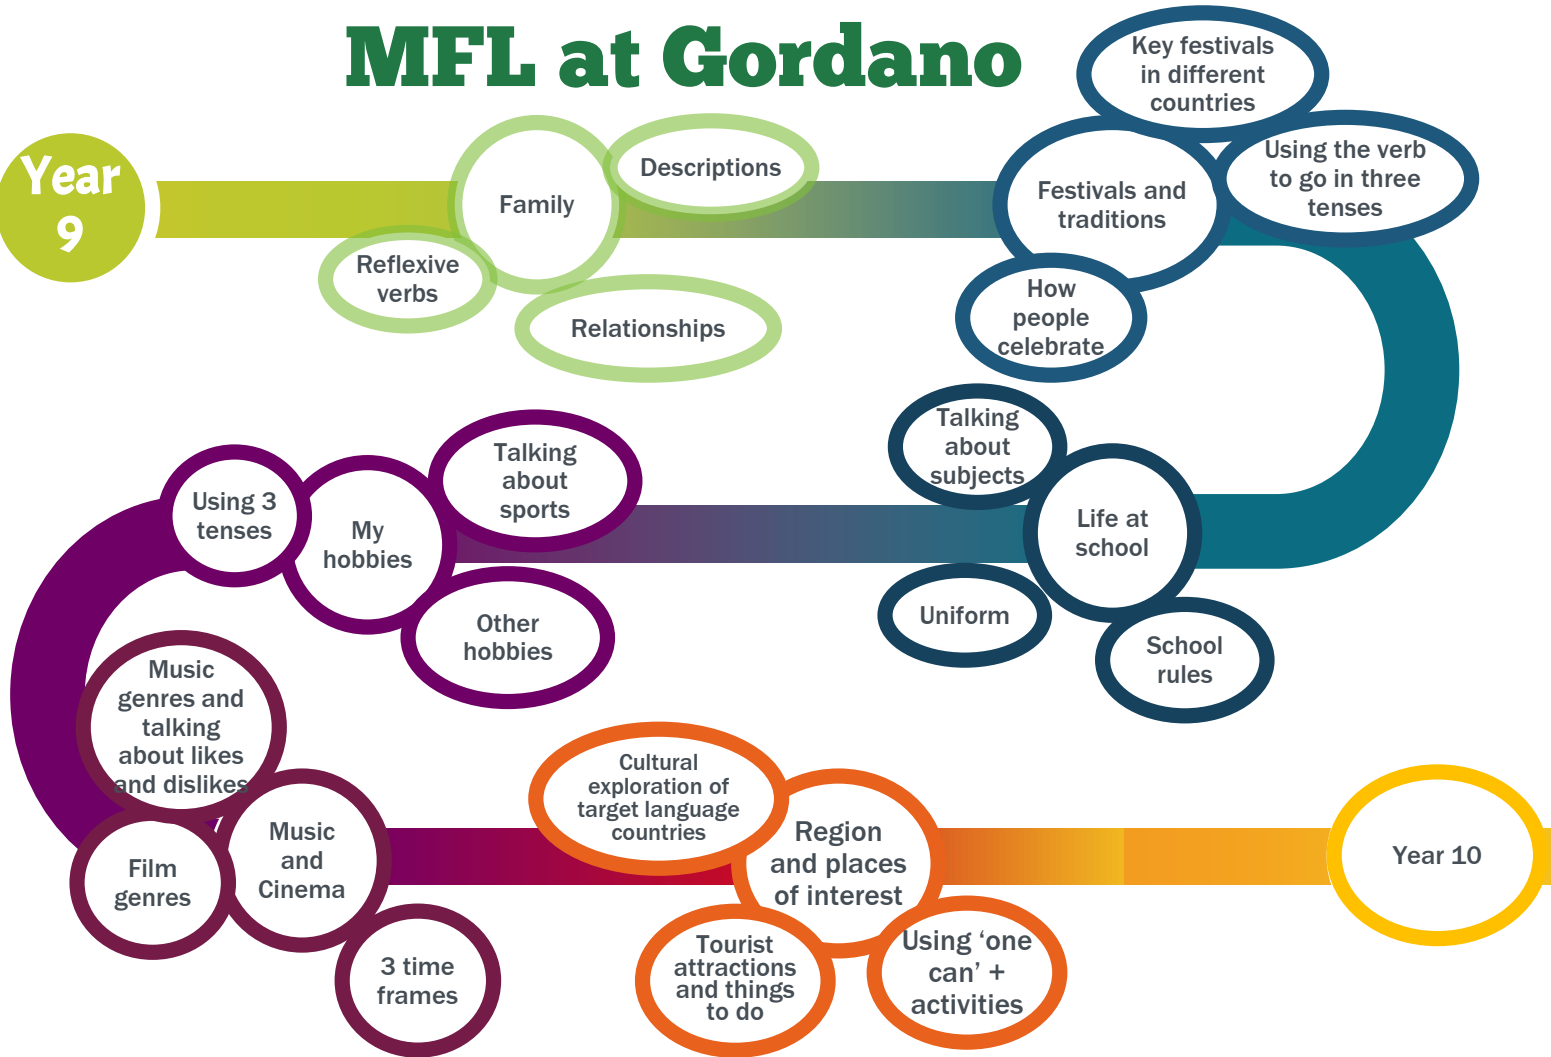 MFL at Gordano
Year
9
Family
Descriptions
Reflexive
verbs
Relationships
Festivals and
traditions
Key festivals
in different
countries
Using the verb
to go in three
tenses
How
people
celebrate
Life at
school
Talking
about
subjects
Uniform
School
rules
My
hobbies
Talking
about
sports
Other
hobbies
Using 3
tenses
Music
and
Cinema
Music
genres and
talking
about likes
and dislikes
Film
genres
3 time
frames
Region
and places
of interest
Cultural
exploration of
target language
countries
Tourist
attractions
and things
to do
Using ‘one
can’ +
activities
Year 10